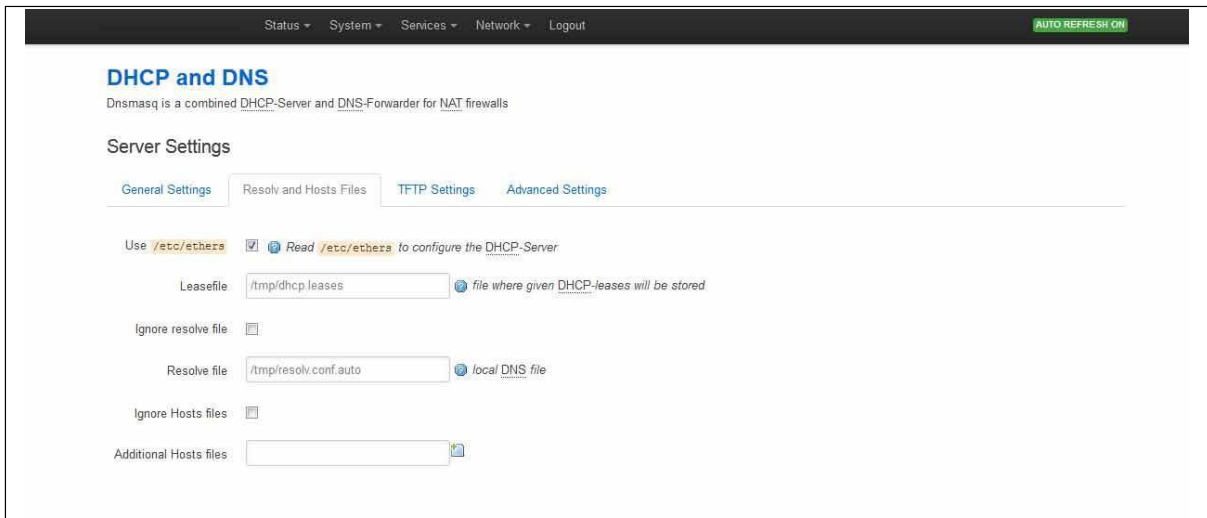 Status System Services Network Logout AUTO REFRESH ON
DHCP and DNS
Dnsmasq is a combined DHCP-Server and DNS-Forwarder for NAT firewalls
Server Settings
General Settings Resolv and Hosts Files TFTP Settings Advanced Settings
Use /etc/ethers Read /etc/ethers to configure the DHCP-Server
Leasefile /tmp/dhcp.leases file where given DHCP-leases will be stored
Ignore resolve file
Resolve file /tmp/resolv.conf.auto local DNS file
Ignore Hosts files
Additional Hosts files